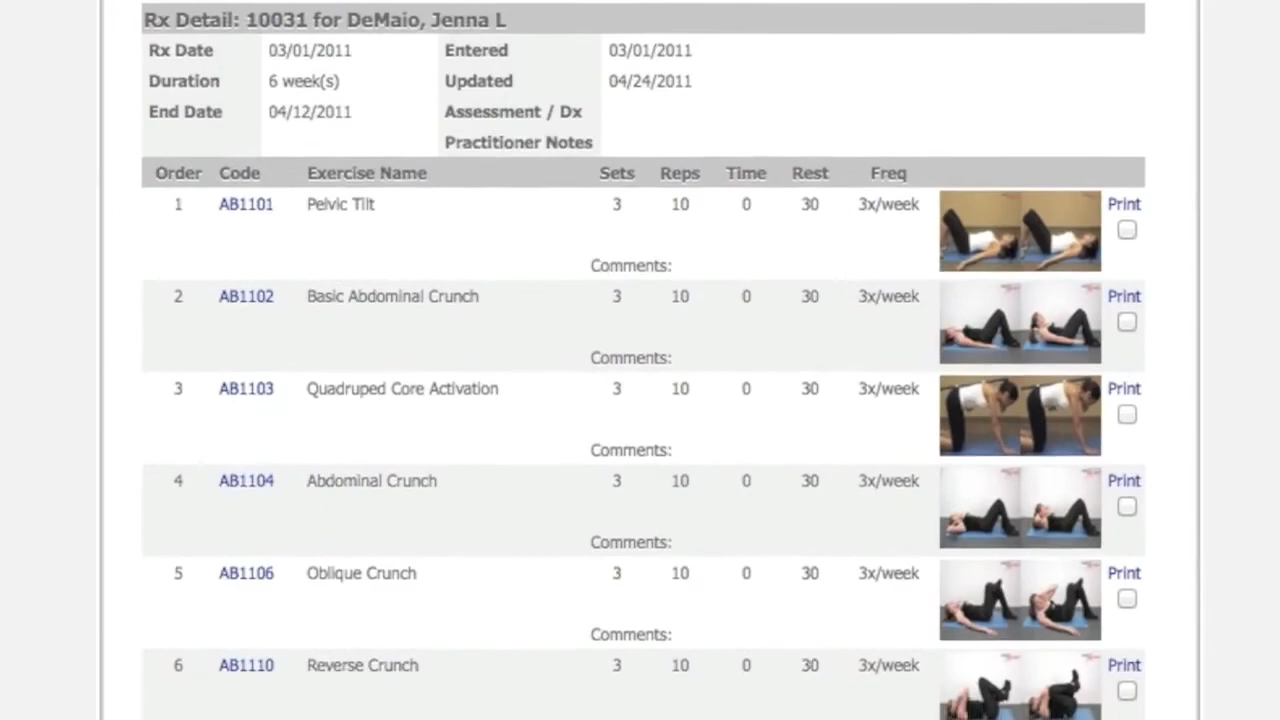 Rx Detail: 10031 for DeMaio, Jenna L
Rx Date 03/01/2011 Entered 03/01/2011
Duration 6 week(s) Updated 04/24/2011
End Date 04/12/2011 Assessment / Dx
Practitioner Notes
Order Code Exercise Name Sets Reps Time Rest Freq
1 AB1101 Pelvic Tilt 3 10 0 30 3x/week Print
Comments:
2 AB1102 Basic Abdominal Crunch 3 10 0 30 3x/week Print
Comments:
3 AB1103 Quadruped Core Activation 3 10 0 30 3x/week Print
Comments:
4 AB1104 Abdominal Crunch 3 10 0 30 3x/week Print
Comments:
5 AB1106 Oblique Crunch 3 10 0 30 3x/week Print
Comments:
6 AB1110 Reverse Crunch 3 10 0 30 3x/week Print